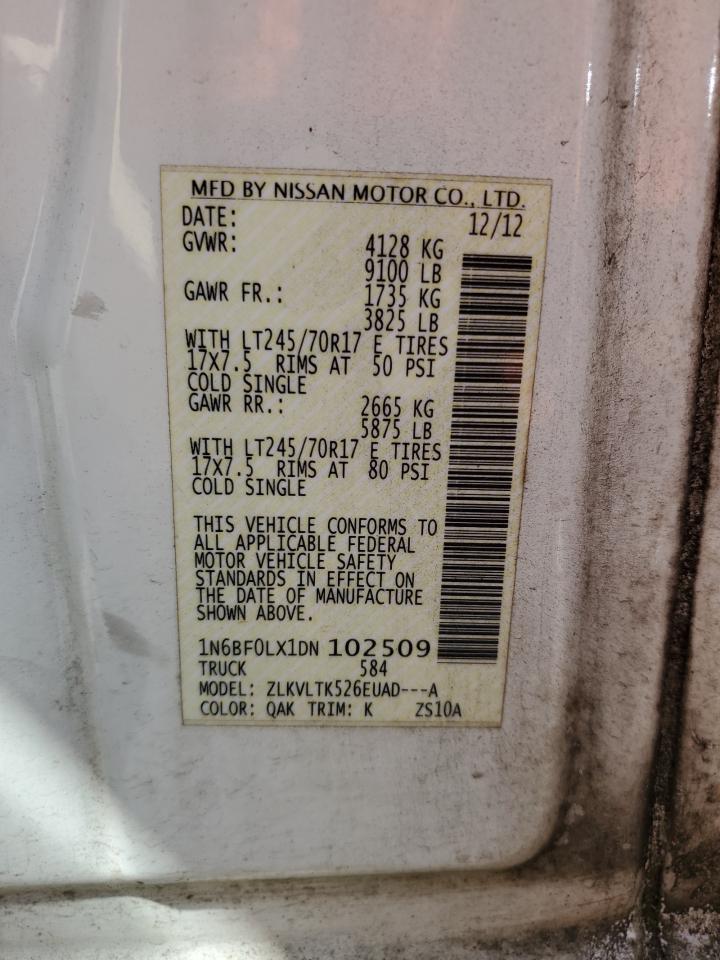 MFD BY NISSAN MOTOR CO., LTD.
DATE: 12/12
GVWR: 4128 KG
9100 LB
GAWR FR.: 1735 KG
3825 LB
WITH LT245/70R17 E TIRES
17X7.5 RIMS AT 50 PSI
COLD SINGLE
GAWR RR.: 2665 KG
5875 LB
WITH LT245/70R17 E TIRES
17X7.5 RIMS AT 80 PSI
COLD SINGLE
THIS VEHICLE CONFORMS TO
ALL APPLICABLE FEDERAL
MOTOR VEHICLE SAFETY
STANDARDS IN EFFECT ON
THE DATE OF MANUFACTURE
SHOWN ABOVE.
1N6BF0LX1DN 102509
TRUCK 584
MODEL: ZLKVLTK526EUAD---A
COLOR: QAK TRIM: K ZS10A